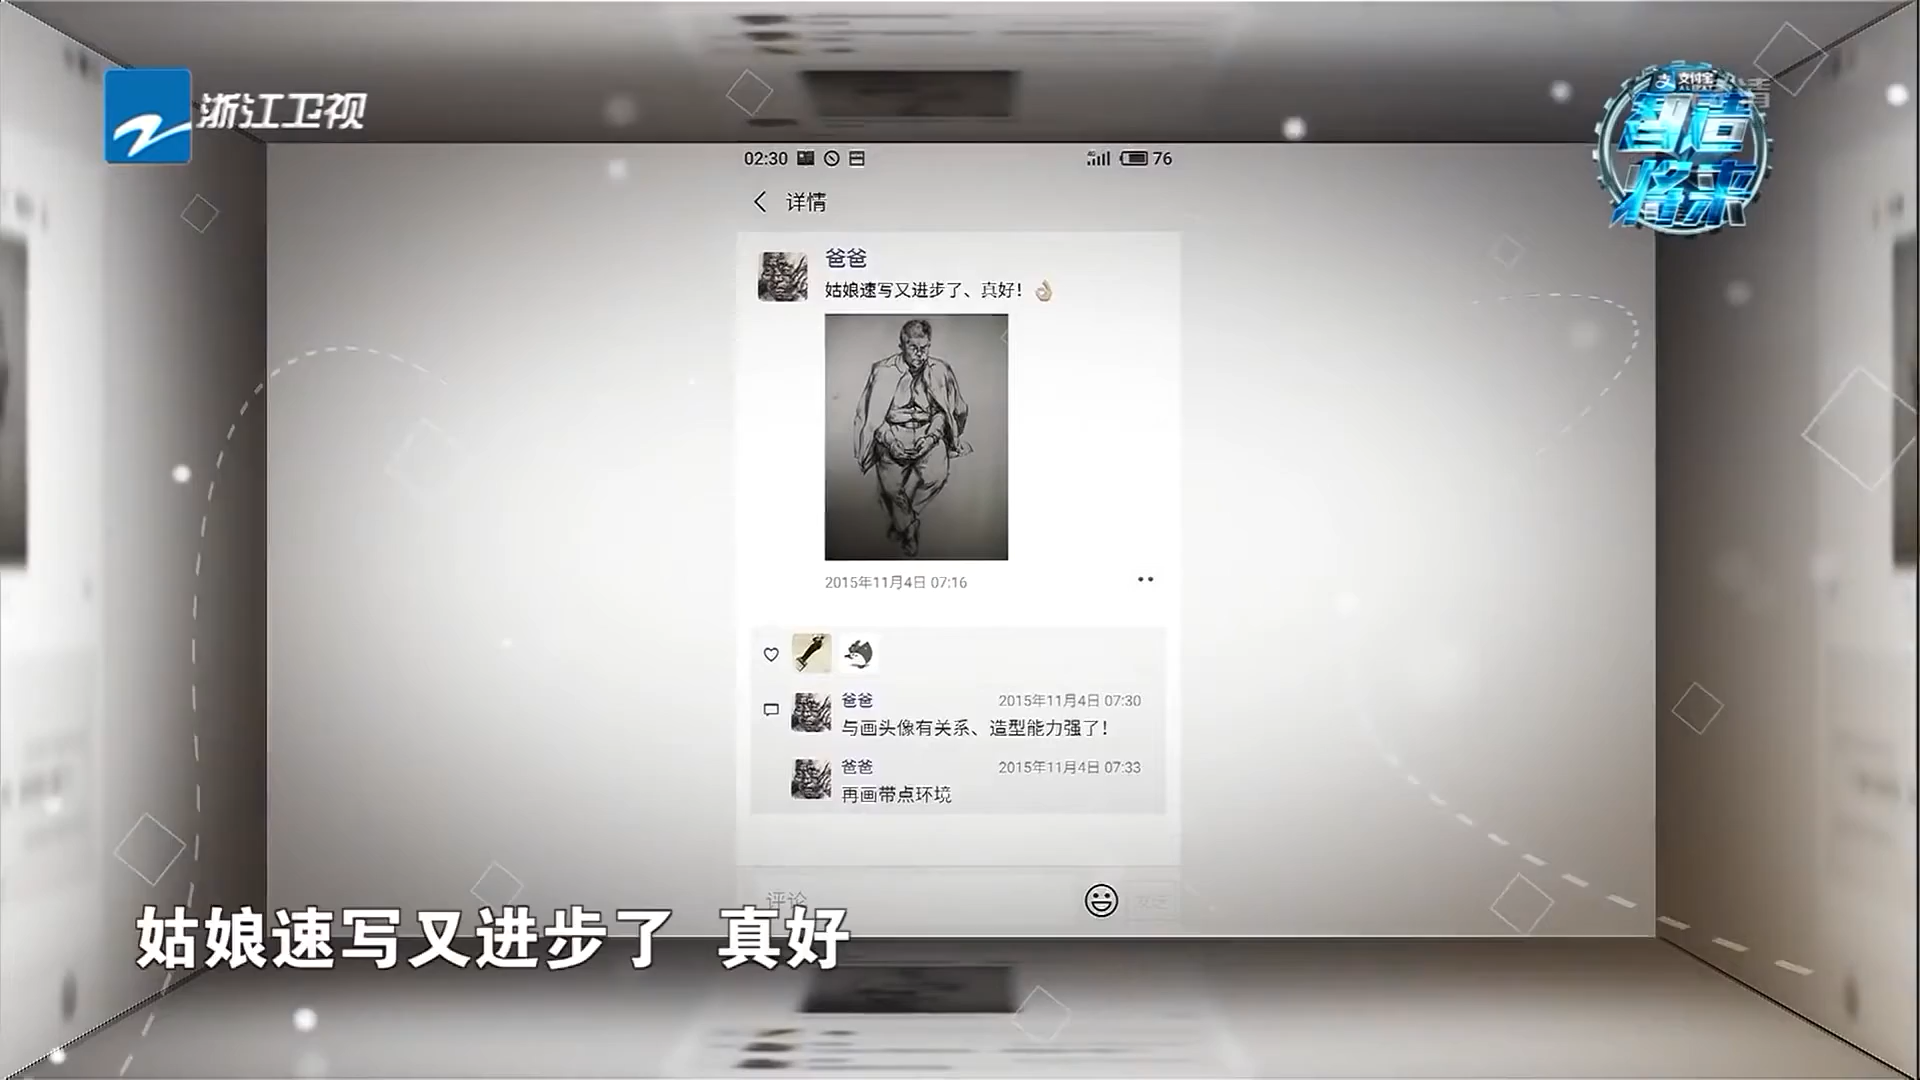 浙江卫视
支付宝
智造
将来
02:30
76
详情
爸爸
姑娘速写又进步了、真好!👌🏼
2015年11月4日 07:16
爸爸
2015年11月4日 07:30
与画头像有关系、造型能力强了!
爸爸
2015年11月4日 07:33
再画带点环境
评论
发送
姑娘速写又进步了 真好